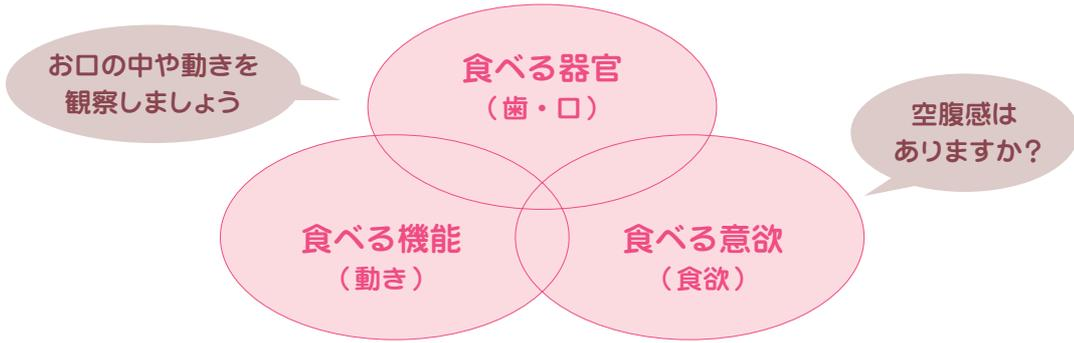 お口の中や動きを
観察しましょう
食べる器官
（歯・口）
空腹感は
ありますか？
食べる機能
（動き）
食べる意欲
（食欲）